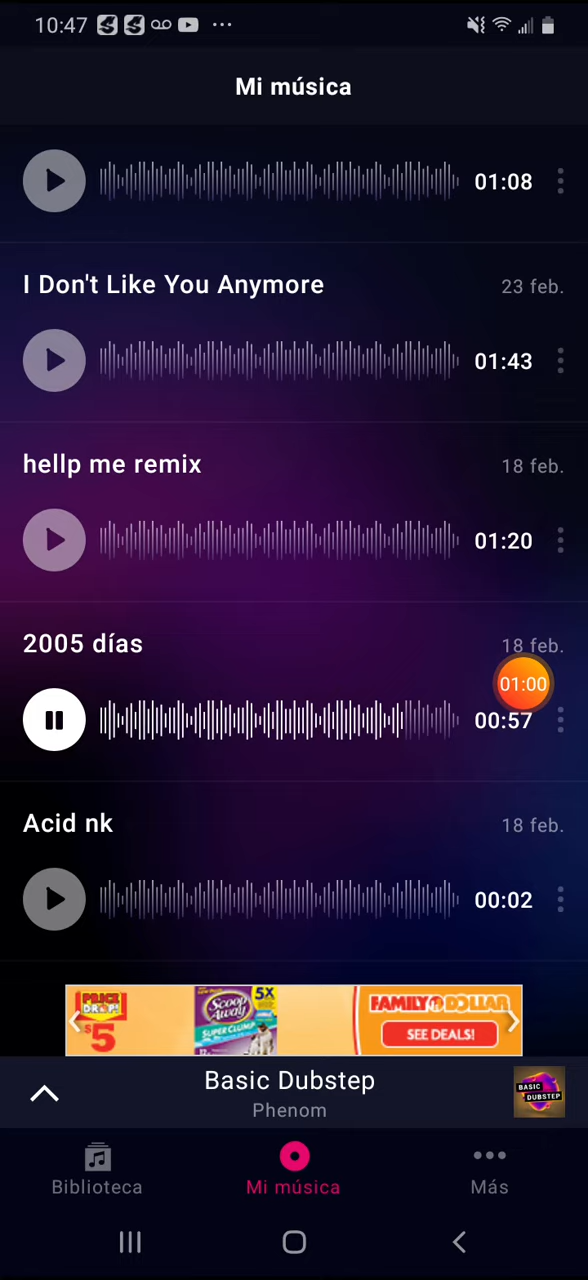 10:47
Mi música
01:08
I Don't Like You Anymore 23 feb.
01:43
hellp me remix 18 feb.
01:20
2005 días 18 feb.
01:00
00:57
Acid nk 18 feb.
00:02
PRICE DROP!
$5
Scoop Away
5X
SUPER CLUMP
FAMILY DOLLAR
SEE DEALS!
Basic Dubstep
Phenom
BASIC
DUBSTEP
Biblioteca Mi música Más